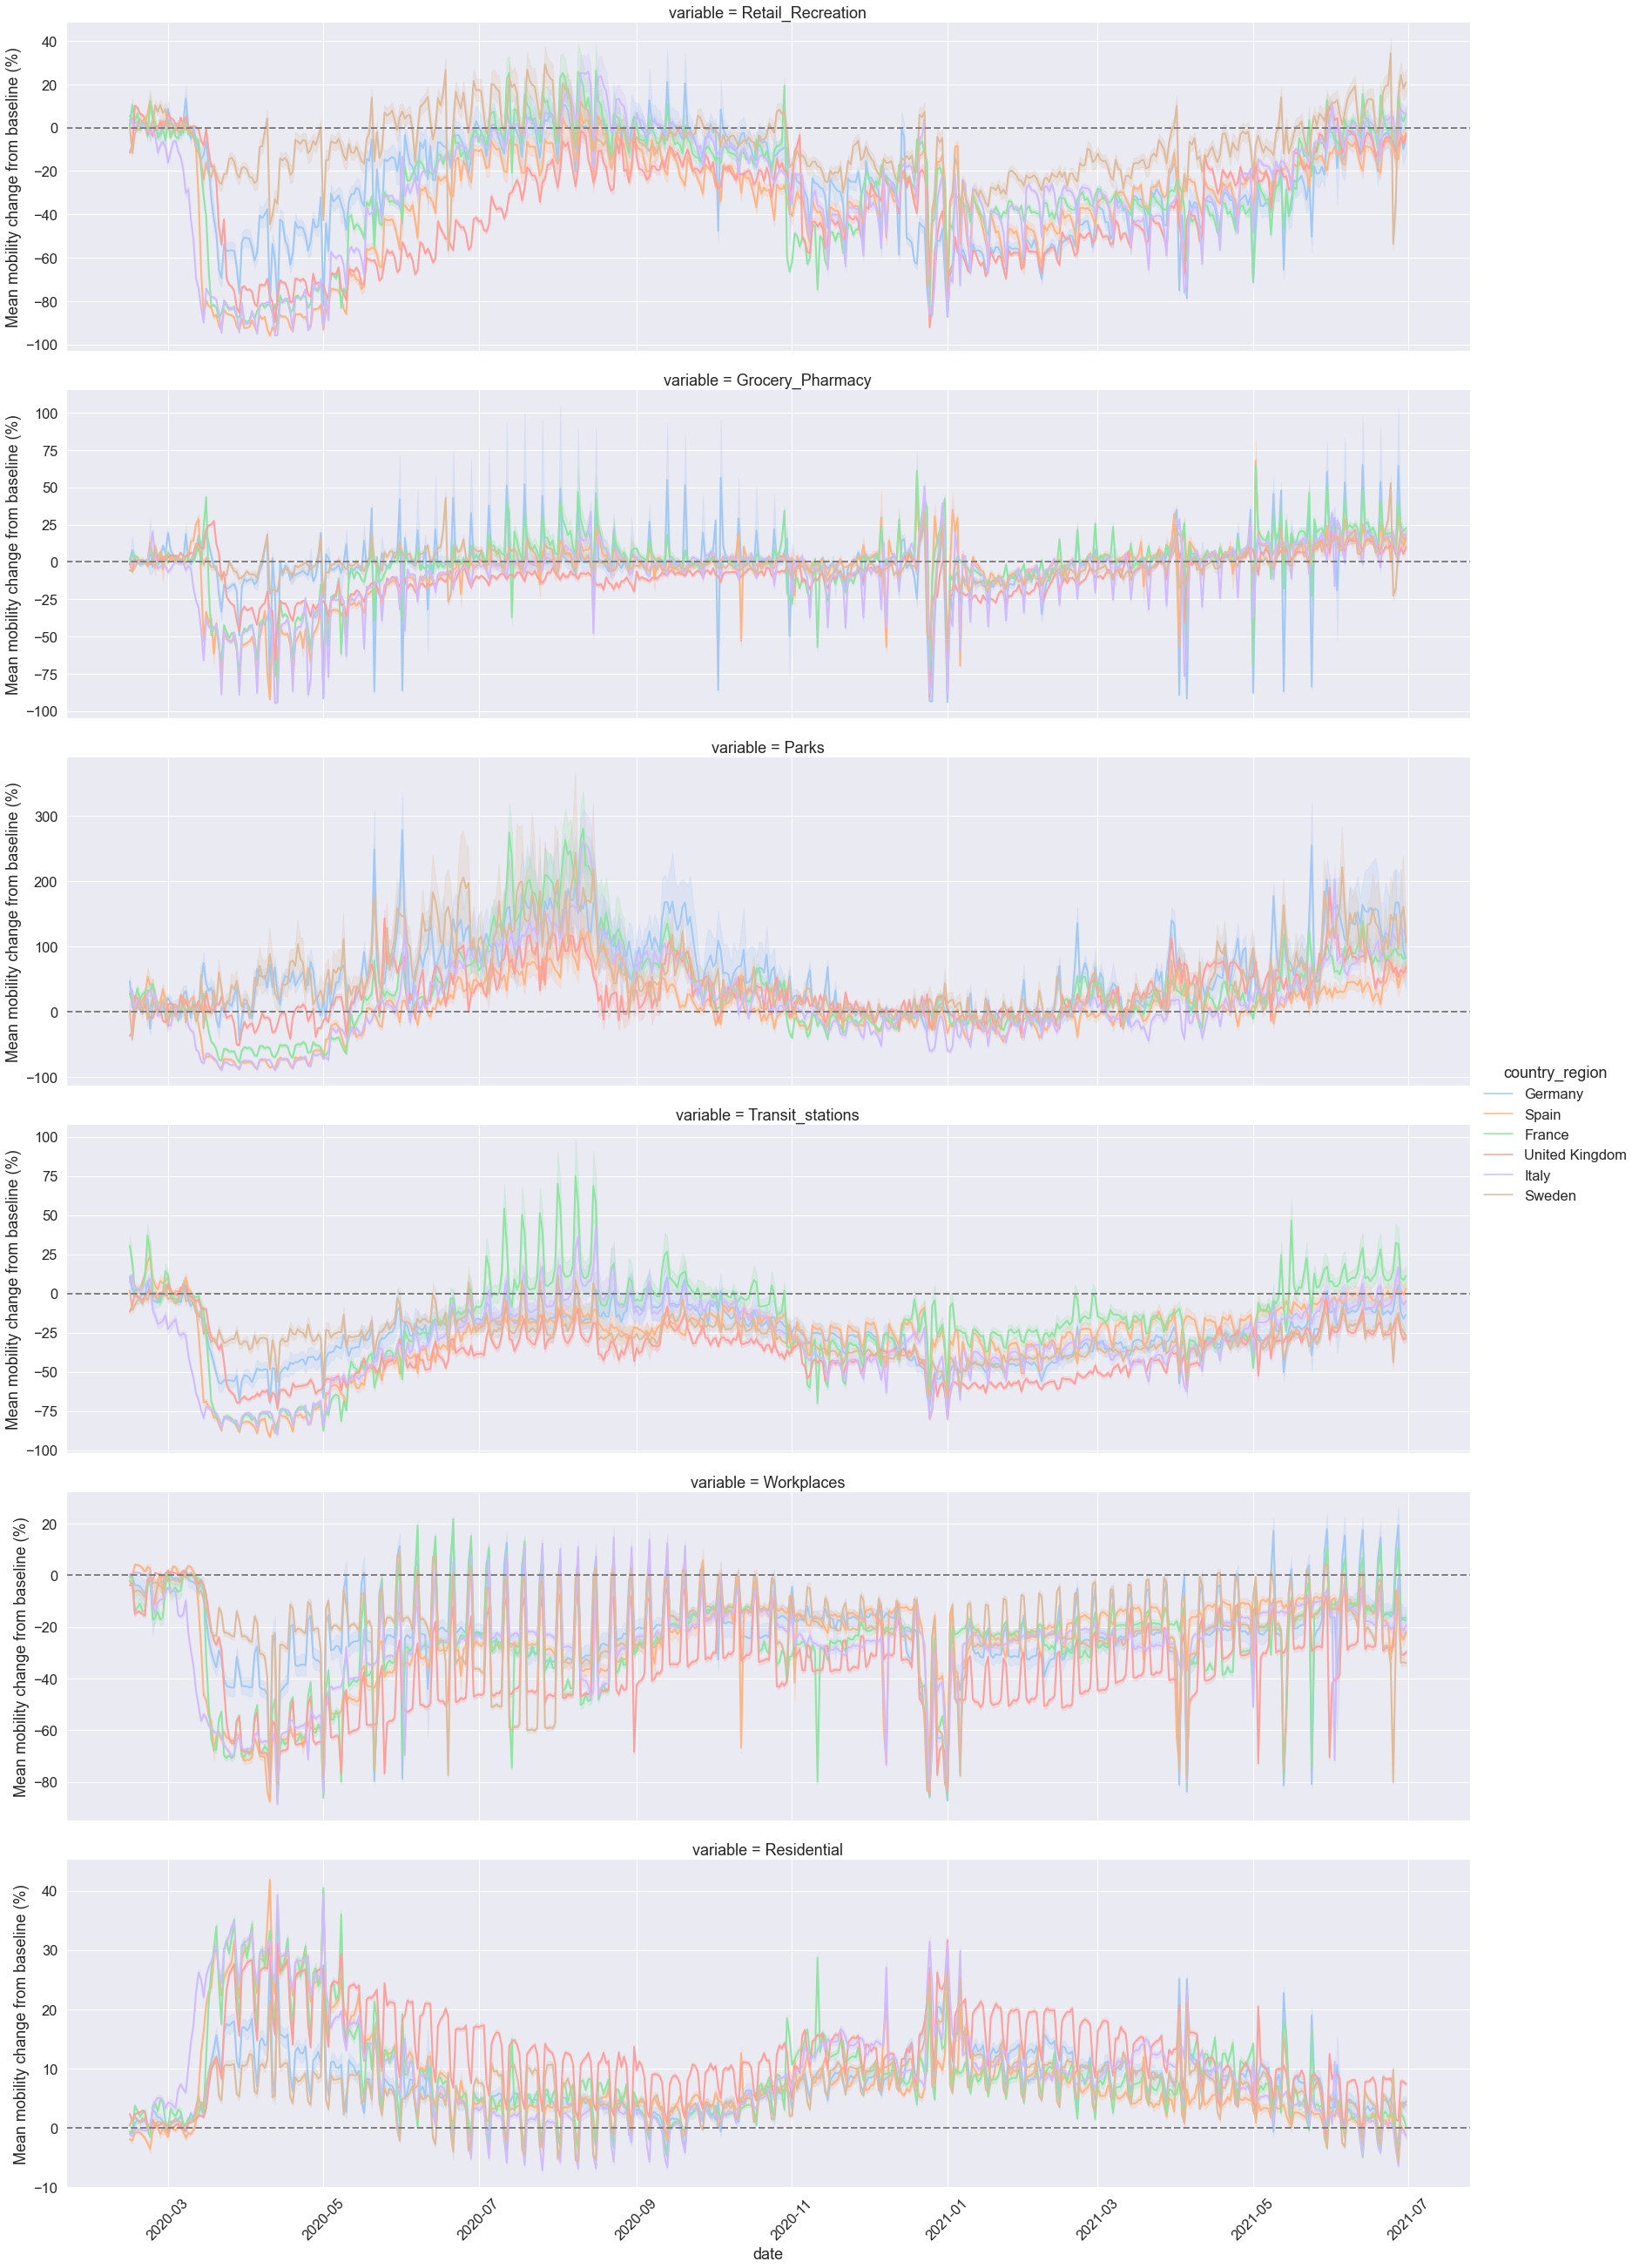 variable = Retail_Recreation
Mean mobility change from baseline (%)
40
20
0
−20
−40
−60
−80
−100
variable = Grocery_Pharmacy
Mean mobility change from baseline (%)
100
75
50
25
0
−25
−50
−75
−100
variable = Parks
Mean mobility change from baseline (%)
300
200
100
0
−100
country_region
Germany
Spain
France
United Kingdom
Italy
Sweden
variable = Transit_stations
Mean mobility change from baseline (%)
100
75
50
25
0
−25
−50
−75
−100
variable = Workplaces
Mean mobility change from baseline (%)
20
0
−20
−40
−60
−80
variable = Residential
Mean mobility change from baseline (%)
40
30
20
10
0
−10
2020-03
2020-05
2020-07
2020-09
2020-11
2021-01
2021-03
2021-05
2021-07
date